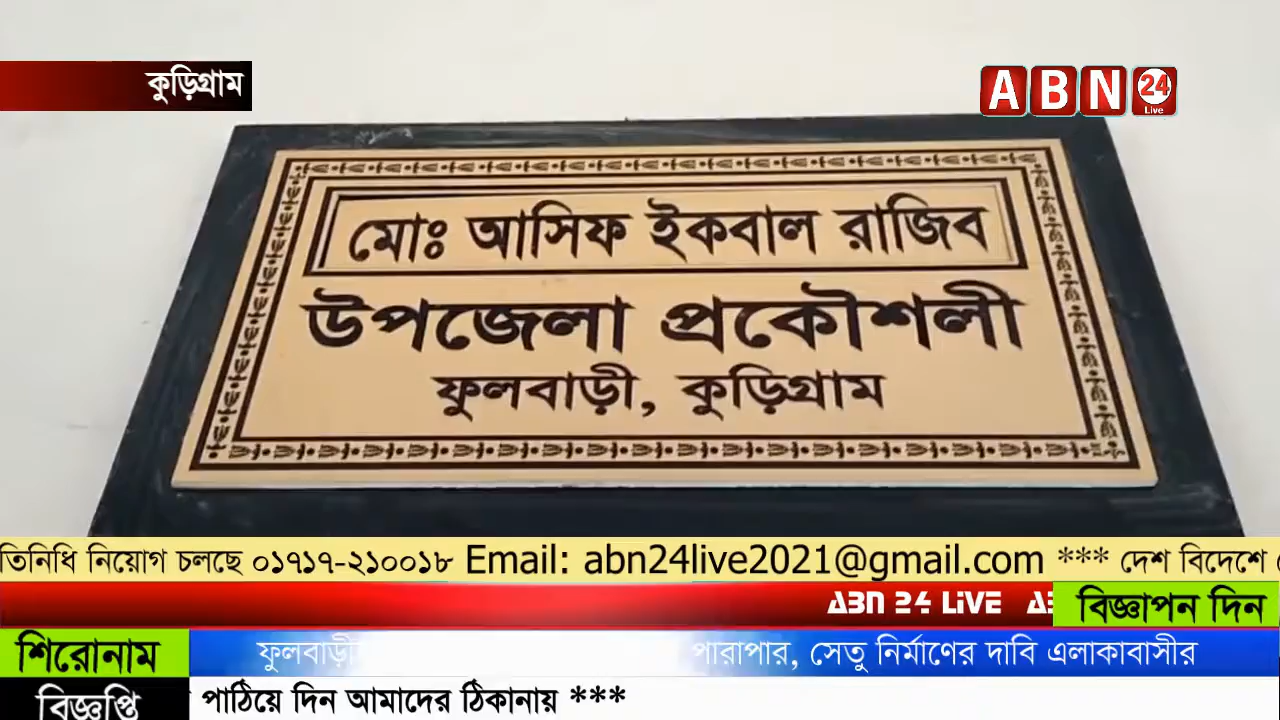 কুড়িগ্রাম
ABN 24 Live
মোঃ আসিফ ইকবাল রাজিব
উপজেলা প্রকৌশলী
ফুলবাড়ী, কুড়িগ্রাম
তিনিধি নিয়োগ চলছে ০১৭১৭-২১০০১৮ Email: abn24live2021@gmail.com *** দেশ বিদেশে
ABN 24 LIVE
বিজ্ঞাপন দিন
শিরোনাম
ফুলবাড়ী পারাপার, সেতু নির্মাণের দাবি এলাকাবাসীর
বিজ্ঞপ্তি
পাঠিয়ে দিন আমাদের ঠিকানায় ***